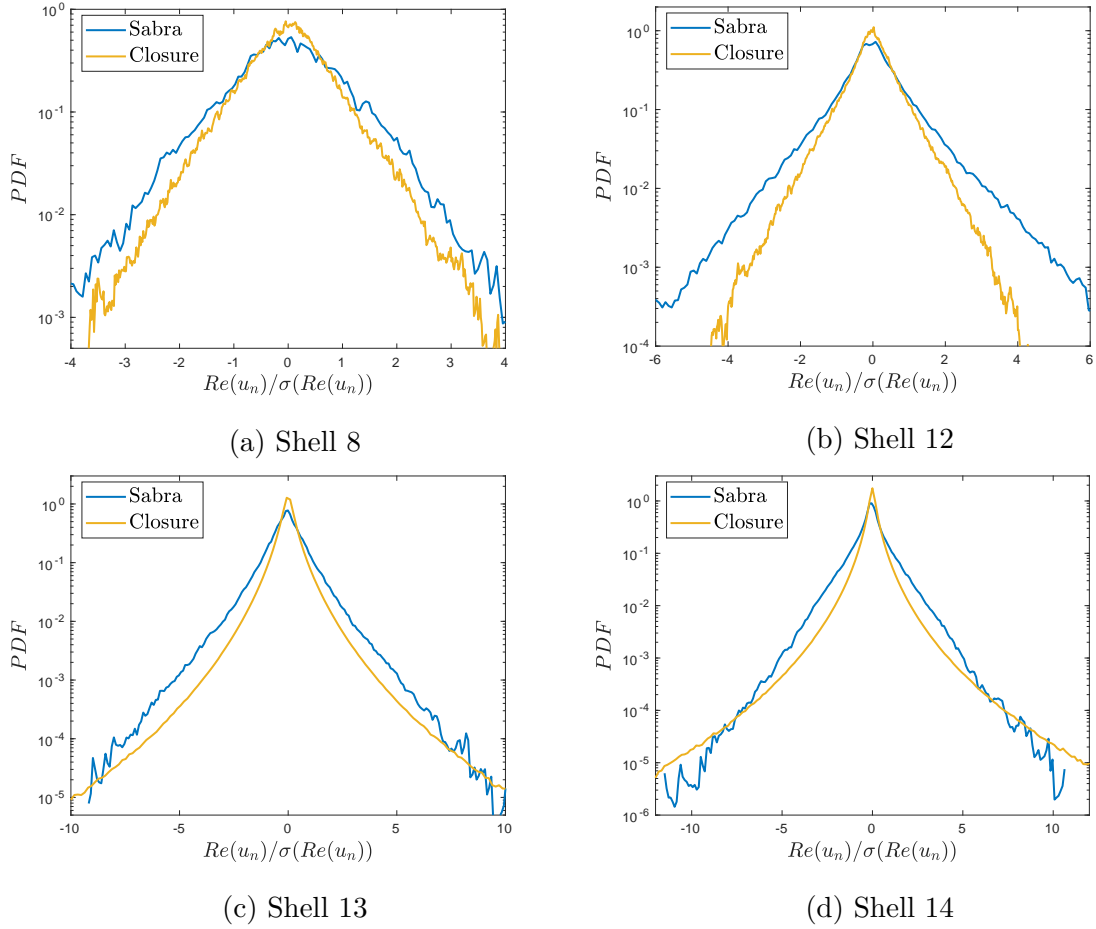 Sabra
Closure
10^0
10^-1
10^-2
10^-3
PDF
-4 -3 -2 -1 0 1 2 3 4
Re(u_n)/σ(Re(u_n))
(a) Shell 8
Sabra
Closure
10^0
10^-1
10^-2
10^-3
10^-4
PDF
-6 -4 -2 0 2 4 6
Re(u_n)/σ(Re(u_n))
(b) Shell 12
Sabra
Closure
10^0
10^-1
10^-2
10^-3
10^-4
10^-5
PDF
-10 -5 0 5 10
Re(u_n)/σ(Re(u_n))
(c) Shell 13
Sabra
Closure
10^0
10^-1
10^-2
10^-3
10^-4
10^-5
10^-6
PDF
-10 -5 0 5 10
Re(u_n)/σ(Re(u_n))
(d) Shell 14